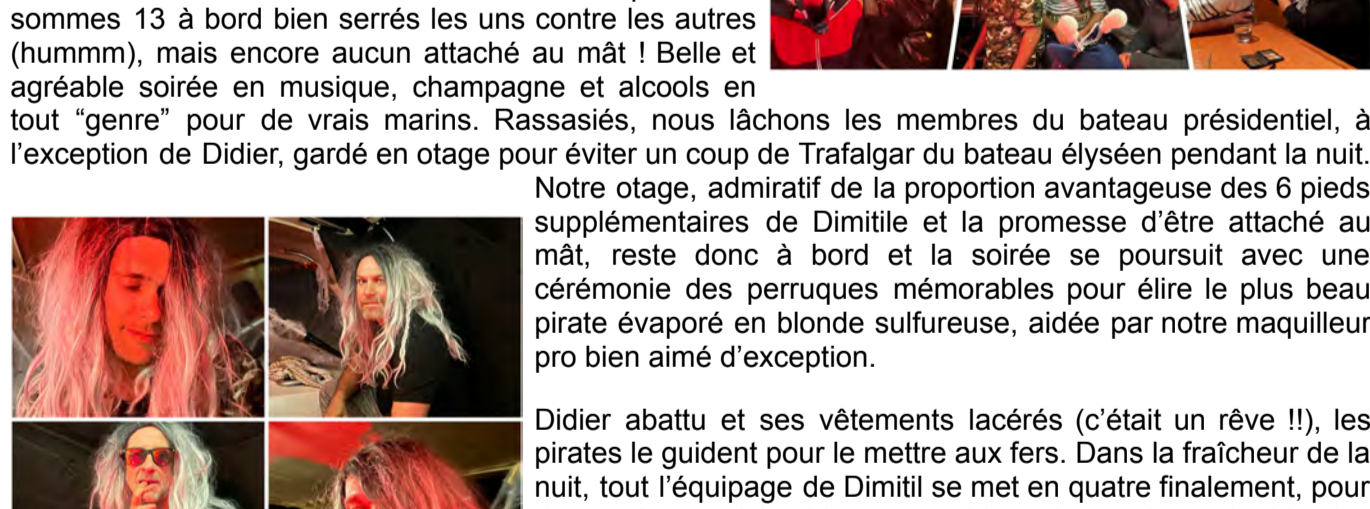 sommes 13 à bord bien serrés les uns contre les autres
(hummm), mais encore aucun attaché au mât ! Belle et
agréable soirée en musique, champagne et alcools en
tout “genre” pour de vrais marins. Rassasiés, nous lâchons les membres du bateau présidentiel, à
l’exception de Didier, gardé en otage pour éviter un coup de Trafalgar du bateau élyséen pendant la nuit.
Notre otage, admiratif de la proportion avantageuse des 6 pieds
supplémentaires de Dimitile et la promesse d’être attaché au
mât, reste donc à bord et la soirée se poursuit avec une
cérémonie des perruques mémorables pour élire le plus beau
pirate évaporé en blonde sulfureuse, aidée par notre maquilleur
pro bien aimé d’exception.
Didier abattu et ses vêtements lacérés (c’était un rêve !!), les
pirates le guident pour le mettre aux fers. Dans la fraîcheur de la
nuit, tout l’équipage de Dimitil se met en quatre finalement, pour